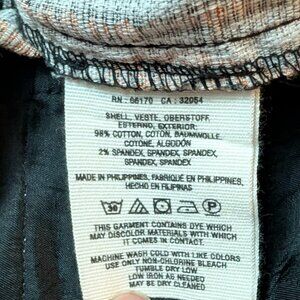 RN : 66170 CA : 32054
SHELL, VESTE, OBERSTOFF,
ESTERNO, EXTERIOR:
98% COTTON, COTON, BAUMWOLLE,
COTONE, ALGODÓN
2% SPANDEX, SPANDEX, SPANDEX,
SPANDEX, SPANDEX
MADE IN PHILIPPINES, FABRIQUÉ EN PHILIPPINES,
HECHO EN FILIPINAS
30 P
THIS GARMENT CONTAINS DYE WHICH
MAY DISCOLOR MATERIALS WITH WHICH IT
COMES IN CONTACT.
MACHINE WASH COLD WITH LIKE COLORS
USE ONLY NON-CHLORINE BLEACH
TUMBLE DRY LOW
LOW IRON AS NEEDED
MAY BE DRY CLEANED